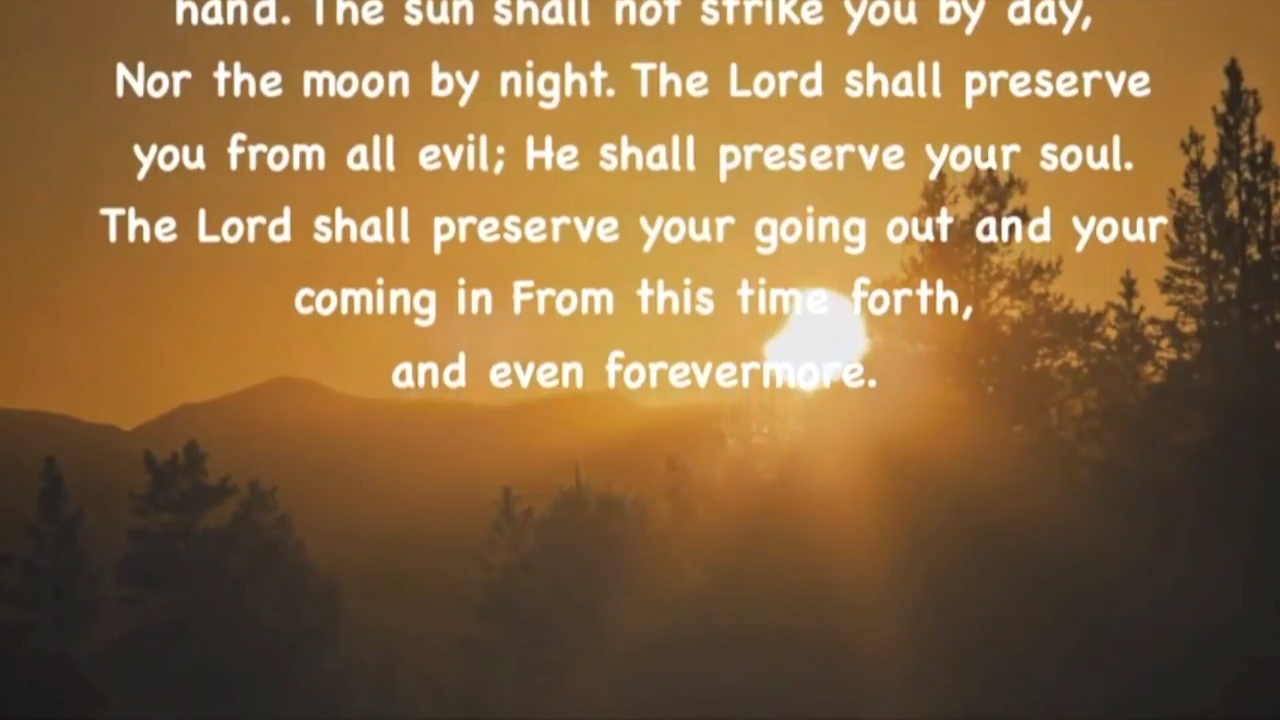 hand. The sun shall not strike you by day,
Nor the moon by night. The Lord shall preserve
you from all evil; He shall preserve your soul.
The Lord shall preserve your going out and your
coming in From this time forth,
and even forevermore.